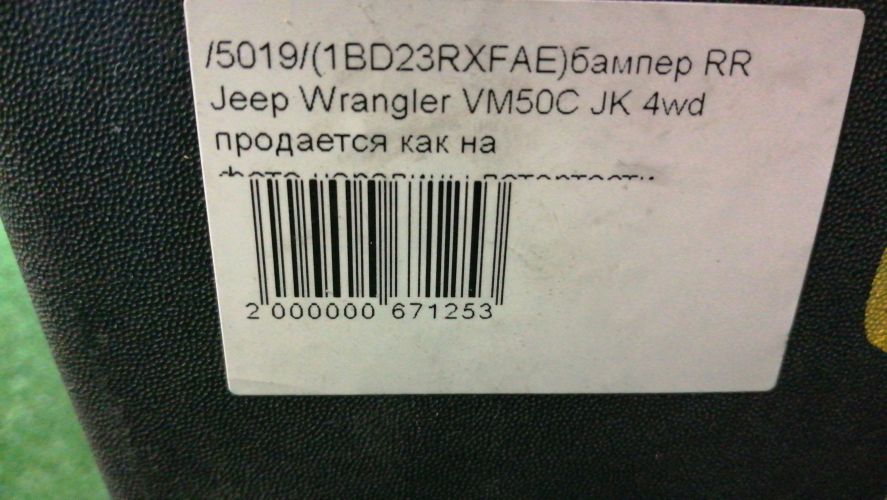 /5019/(1BD23RXFAE)бампер RR
Jeep Wrangler VM50C JK 4wd
продается как на
2 000000 671253